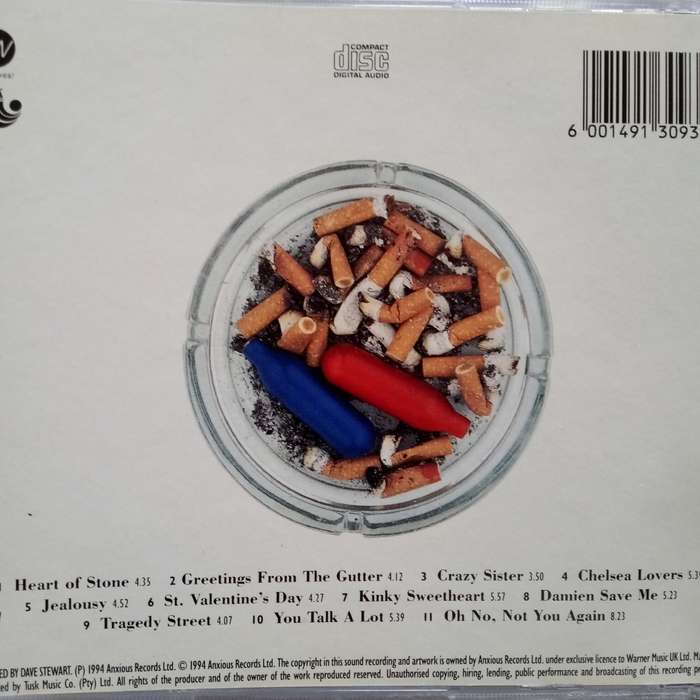 COMPACT
disc
DIGITAL AUDIO
6 001491 3093
Heart of Stone 4.35 2 Greetings From The Gutter 4.12 3 Crazy Sister 3.50 4 Chelsea Lovers 5.3
5 Jealousy 4.52 6 St. Valentine's Day 4.27 7 Kinky Sweetheart 5.57 8 Damien Save Me 5.23
9 Tragedy Street 4.07 10 You Talk A Lot 5.39 11 Oh No, Not You Again 8.23
ED BY DAVE STEWART. (P) 1994 Anxious Records Ltd. © 1994 Anxious Records Ltd. The copyright in this sound recording and artwork is owned by Anxious Records Ltd. under exclusive licence to Warner Music UK Ltd.
ed by Tusk Music Co. (Pty) Ltd. All rights of the producer and of the owner of the work reproduced reserved. Unauthorised copying, hiring, lending, public performance and broadcasting of this recording